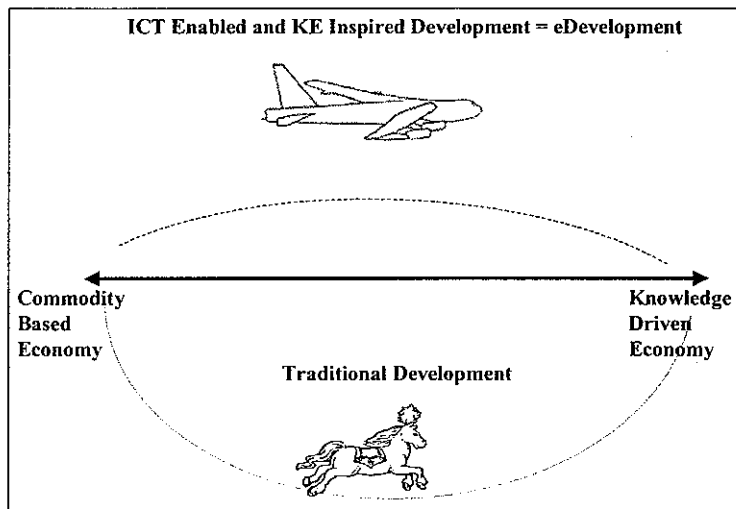 ICT Enabled and KE Inspired Development = eDevelopment
Commodity
Based
Economy
Knowledge
Driven
Economy
Traditional Development